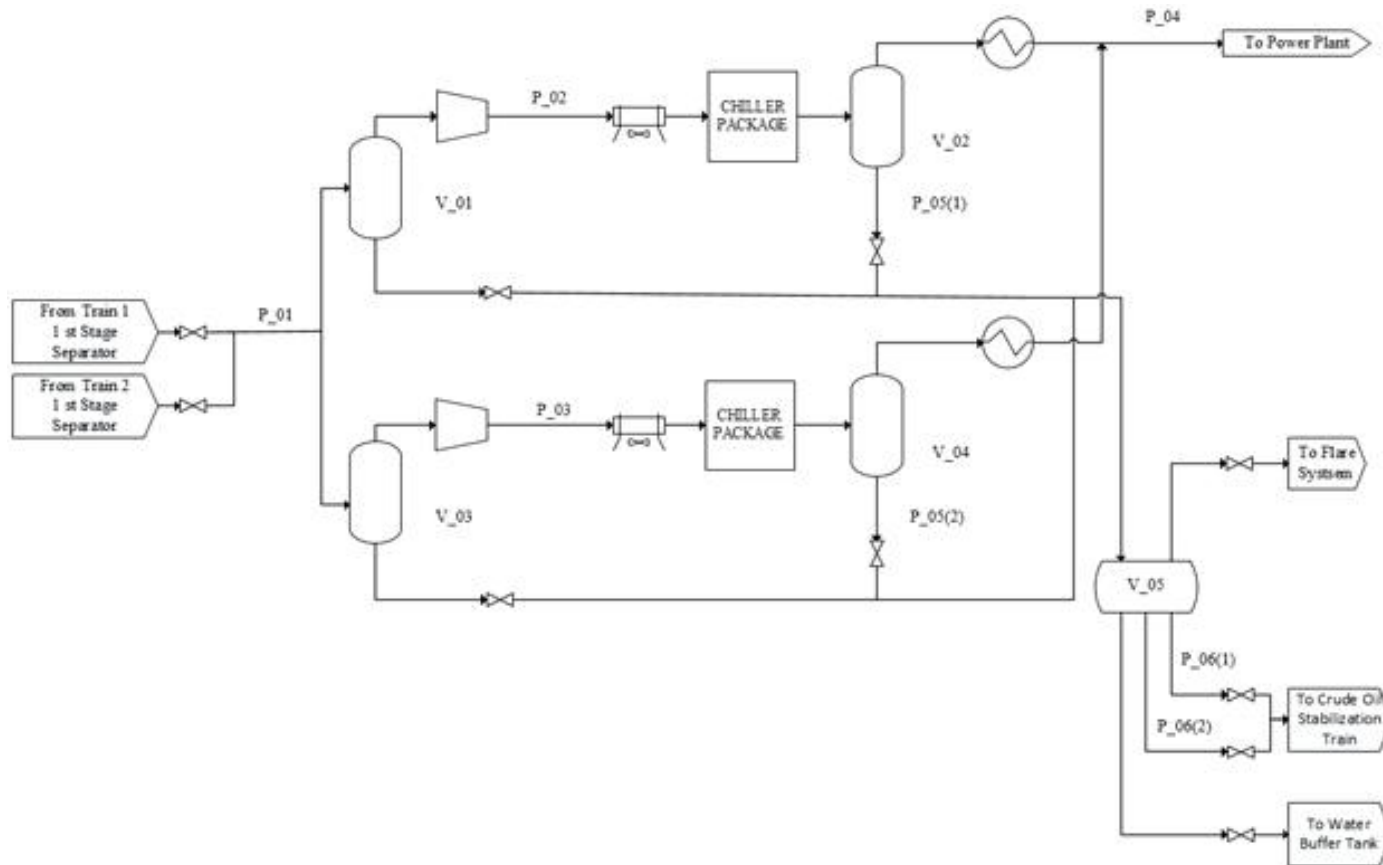 P_04
To Power Plant
P_02
CHILLER
PACKAGE
V_02
V_01
P_05(1)
From Train 1
1 st Stage
Separator
P_01
From Train 2
1 st Stage
Separator
P_03
CHILLER
PACKAGE
V_04
V_03
P_05(2)
To Flare
Systsem
V_05
P_06(1)
To Crude Oil
Stabilization
Train
P_06(2)
To Water
Buffer Tank